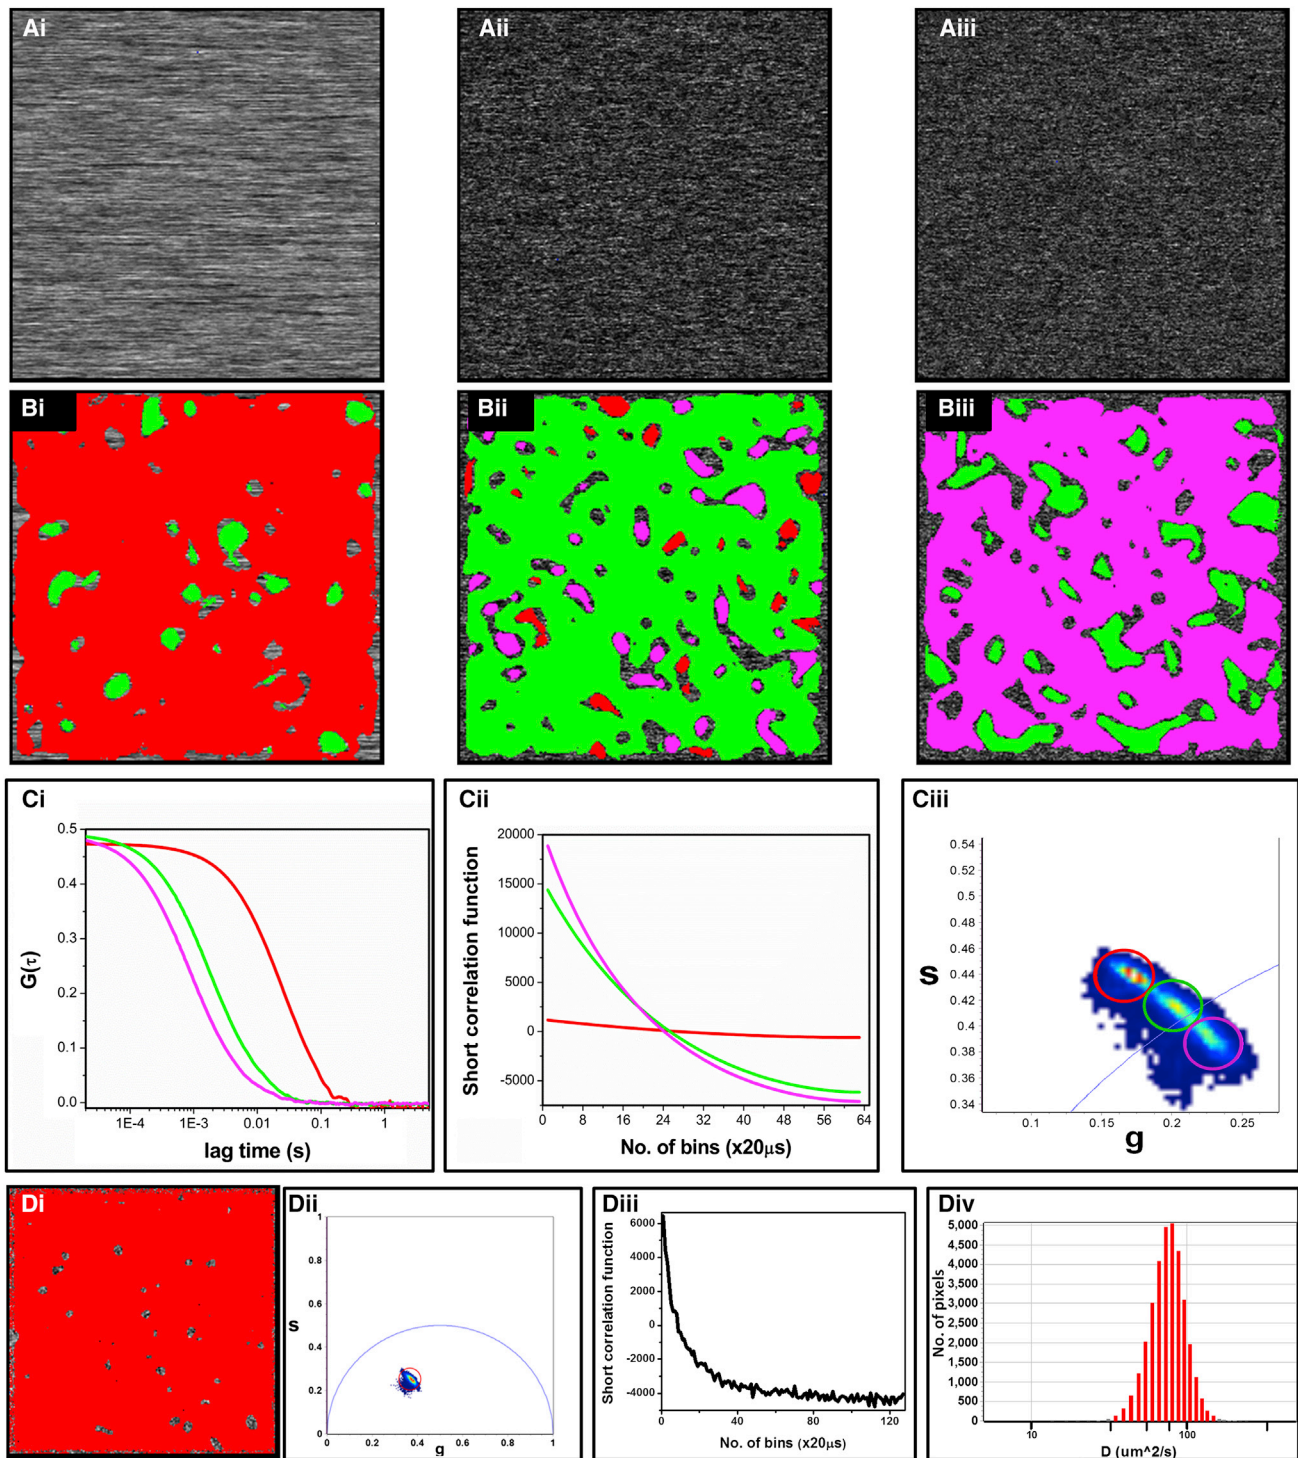 Ai
Aii
Aiii
Bi
Bii
Biii
Ci
0.5
0.4
0.3
0.2
0.1
0.0
G(τ)
1E-4 1E-3 0.01 0.1 1
lag time (s)
Cii
20000
15000
10000
5000
0
-5000
Short correlation function
0 8 16 24 32 40 48 56 64
No. of bins (x20μs)
Ciii
0.54
0.5
0.5
0.48
0.46
0.44
0.42
0.4
0.38
0.36
0.34
S
0.1 0.15 0.2 0.25
g
Di
Dii
1
0.8
0.6
0.4
0.2
0
s
0 0.2 0.4 0.6 0.8 1
g
Diii
6000
4000
2000
0
-2000
-4000
Short correlation function
0 40 80 120
No. of bins (x20μs)
Div
5,000
4,500
4,000
3,500
3,000
2,500
2,000
1,500
1,000
500
0
No. of pixels
10 100
D (um^2/s)